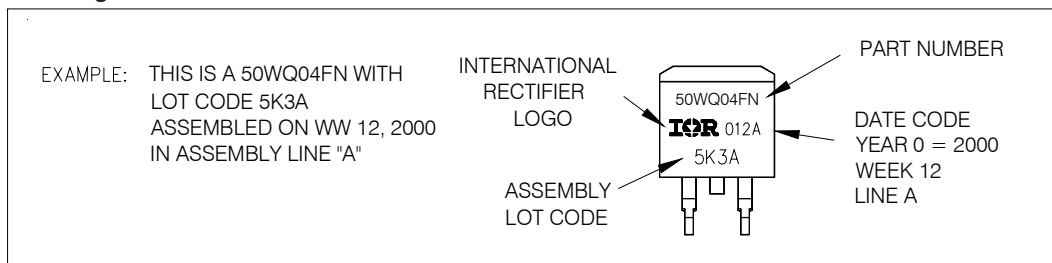 EXAMPLE: THIS IS A 50WQ04FN WITH
LOT CODE 5K3A
ASSEMBLED ON WW 12, 2000
IN ASSEMBLY LINE "A"
INTERNATIONAL
RECTIFIER
LOGO
ASSEMBLY
LOT CODE
50WQ04FN
IOR 012A
5K3A
PART NUMBER
DATE CODE
YEAR 0 = 2000
WEEK 12
LINE A